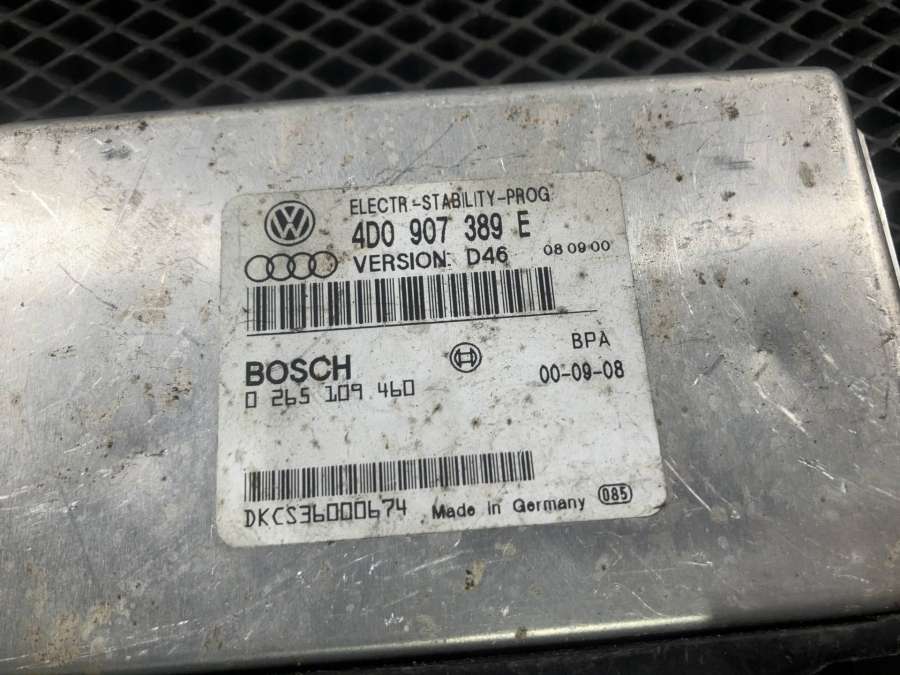 ELECTR-STABILITY-PROG
4D0 907 389 E
VERSION: D46 08 09 00
BOSCH
BPA
0 265 109 460
00-09-08
DKCS36000674 Made in Germany 085